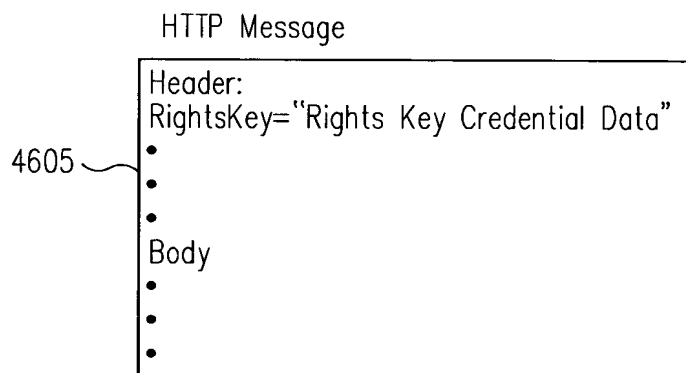 HTTP Message
Header:
RightsKey="Rights Key Credential Data"
•
4605
•
•
Body
•
•
•